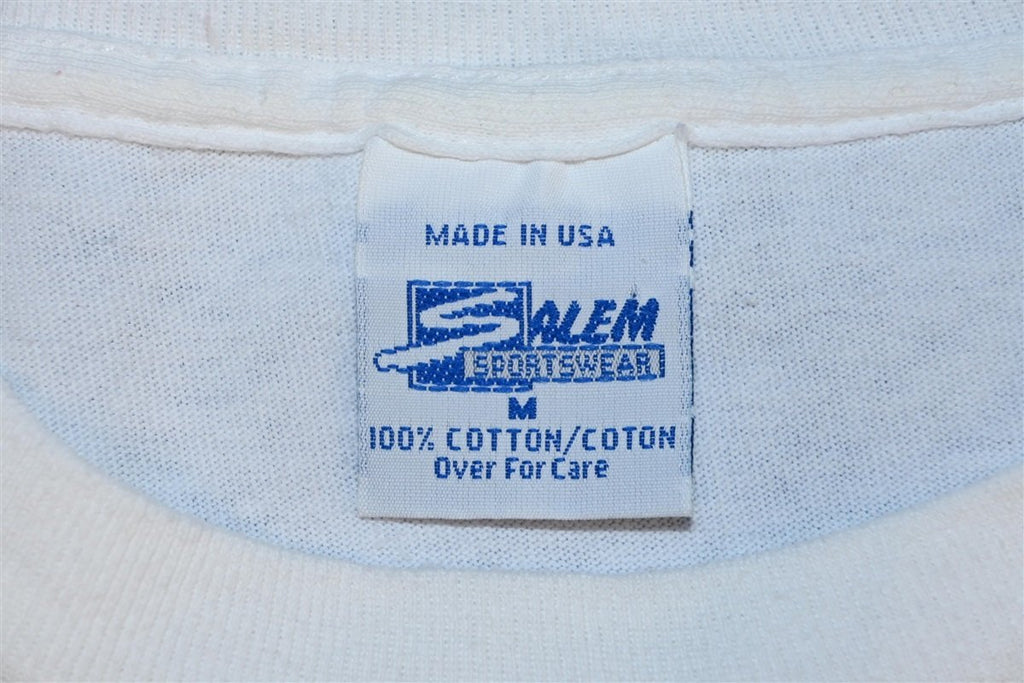 MADE IN USA
SALEM
SPORTSWEAR
M
100% COTTON/COTON
Over For Care